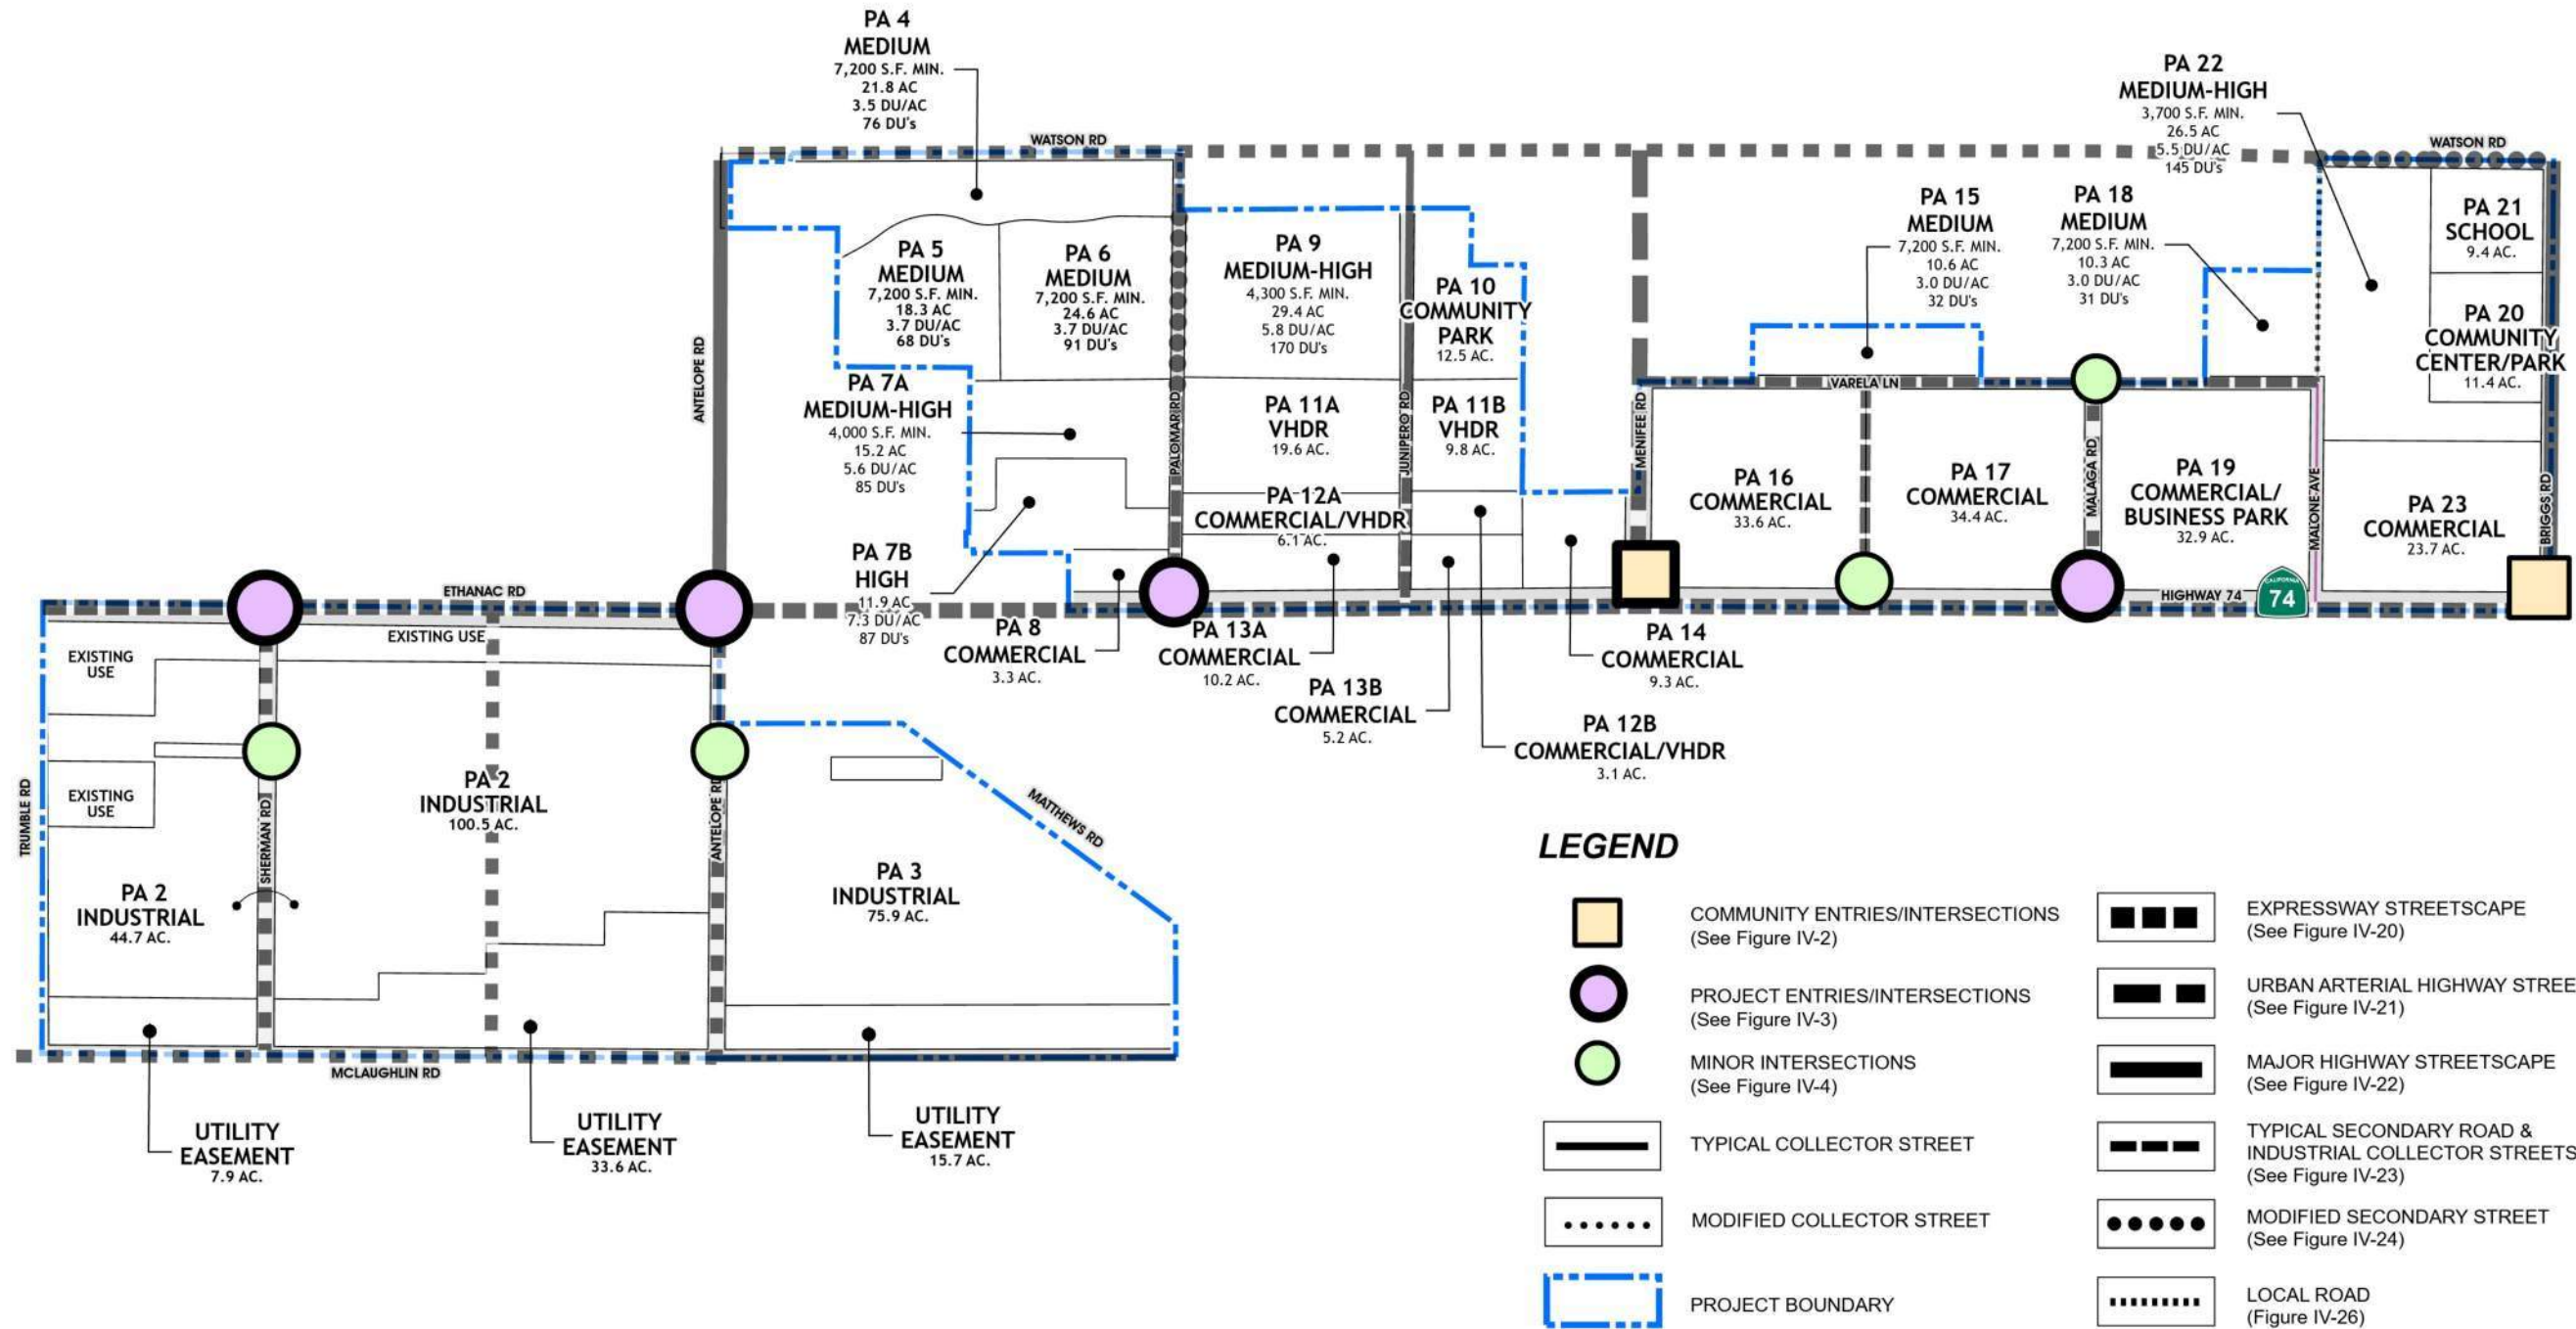 PA 4
MEDIUM
7,200 S.F. MIN.
21.8 AC
3.5 DU/AC
76 DU's
PA 22
MEDIUM-HIGH
3,700 S.F. MIN.
26.5 AC
5.5 DU/AC
145 DU's
WATSON RD
WATSON RD
PA 15
MEDIUM
7,200 S.F. MIN.
10.6 AC
3.0 DU/AC
32 DU's
PA 18
MEDIUM
7,200 S.F. MIN.
10.3 AC
3.0 DU/AC
31 DU's
PA 21
SCHOOL
9.4 AC.
PA 5
MEDIUM
7,200 S.F. MIN.
18.3 AC
3.7 DU/AC
68 DU's
PA 6
MEDIUM
7,200 S.F. MIN.
24.6 AC
3.7 DU/AC
91 DU's
PA 9
MEDIUM-HIGH
4,300 S.F. MIN.
29.4 AC
5.8 DU/AC
170 DU's
PA 10
COMMUNITY
PARK
12.5 AC.
PA 20
COMMUNITY
CENTER/PARK
11.4 AC.
ANTELOPE RD
PA 7A
MEDIUM-HIGH
4,000 S.F. MIN.
15.2 AC
5.6 DU/AC
85 DU's
PALOMAR RD
PA 11A
VHDR
19.6 AC.
JUNIPERO RD
PA 11B
VHDR
9.8 AC.
MENIFEE RD
VARELA LN
PA 16
COMMERCIAL
33.6 AC.
PA 17
COMMERCIAL
34.4 AC.
MALAGA RD
PA 19
COMMERCIAL/
BUSINESS PARK
32.9 AC.
MALONE AVE
PA 23
COMMERCIAL
23.7 AC.
BRIGGS RD
PA 12A
COMMERCIAL/VHDR
6.1 AC.
PA 7B
HIGH
11.9 AC
7.3 DU/AC
87 DU's
ETHANAC RD
HIGHWAY 74
CALIFORNIA
74
EXISTING USE
PA 8
COMMERCIAL
3.3 AC.
PA 13A
COMMERCIAL
10.2 AC.
PA 14
COMMERCIAL
9.3 AC.
PA 13B
COMMERCIAL
5.2 AC.
PA 12B
COMMERCIAL/VHDR
3.1 AC.
EXISTING
USE
EXISTING
USE
TRUMBLE RD
SHERMAN RD
PA 2
INDUSTRIAL
100.5 AC.
ANTELOPE RD
MATTHEWS RD
PA 2
INDUSTRIAL
44.7 AC.
PA 3
INDUSTRIAL
75.9 AC.
MCLAUGHLIN RD
UTILITY
EASEMENT
7.9 AC.
UTILITY
EASEMENT
33.6 AC.
UTILITY
EASEMENT
15.7 AC.
LEGEND
COMMUNITY ENTRIES/INTERSECTIONS
(See Figure IV-2)
PROJECT ENTRIES/INTERSECTIONS
(See Figure IV-3)
MINOR INTERSECTIONS
(See Figure IV-4)
TYPICAL COLLECTOR STREET
MODIFIED COLLECTOR STREET
PROJECT BOUNDARY
EXPRESSWAY STREETSCAPE
(See Figure IV-20)
URBAN ARTERIAL HIGHWAY STREE
(See Figure IV-21)
MAJOR HIGHWAY STREETSCAPE
(See Figure IV-22)
TYPICAL SECONDARY ROAD &
INDUSTRIAL COLLECTOR STREETS
(See Figure IV-23)
MODIFIED SECONDARY STREET
(See Figure IV-24)
LOCAL ROAD
(Figure IV-26)